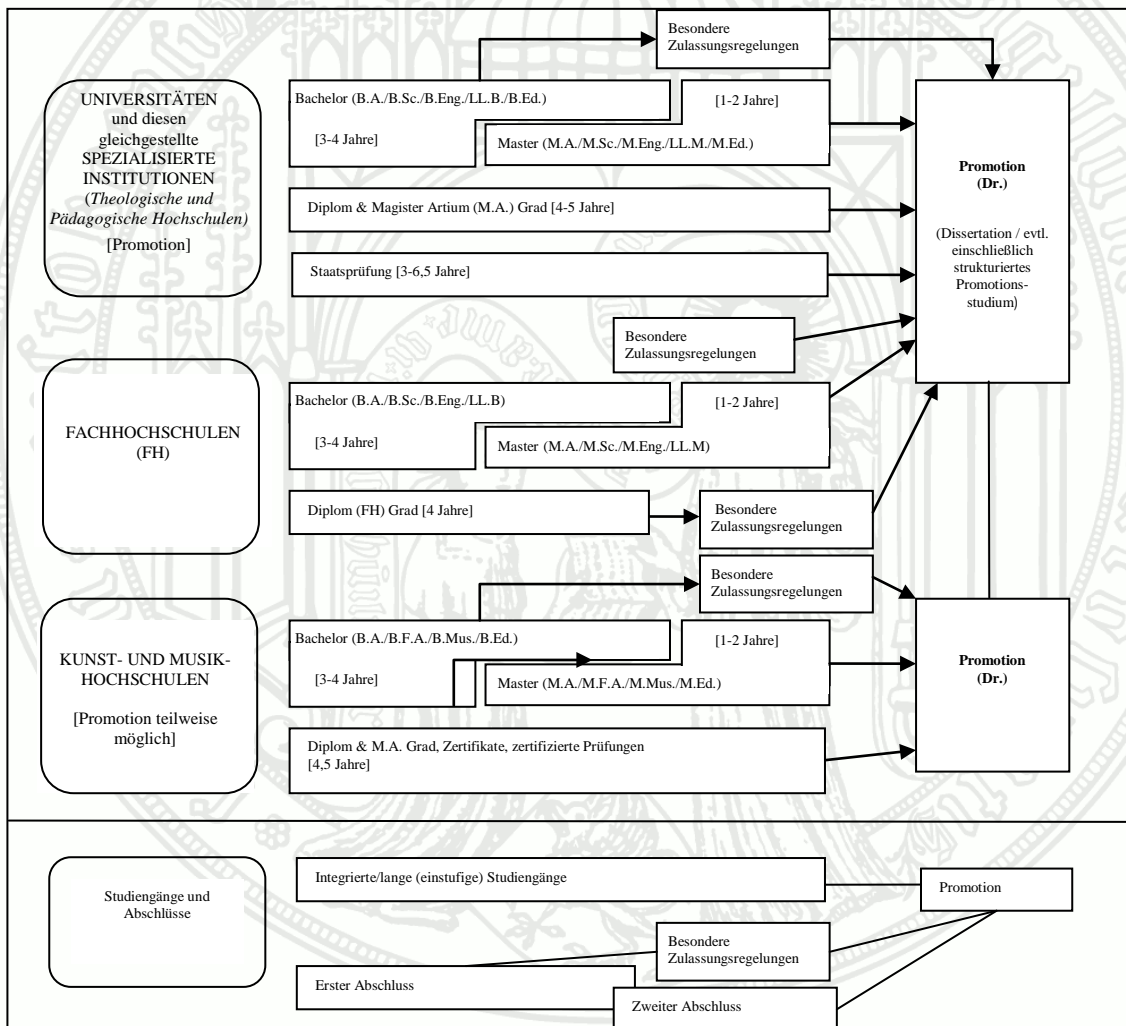 Besondere
Zulassungsregelungen
UNIVERSITÄTEN
und diesen
gleichgestellte
SPEZIALISIERTE
INSTITUTIONEN
(Theologische und
Pädagogische Hochschulen)
[Promotion]
Bachelor (B.A./B.Sc./B.Eng./LL.B./B.Ed.)
[3-4 Jahre]
[1-2 Jahre]
Master (M.A./M.Sc./M.Eng./LL.M./M.Ed.)
Diplom & Magister Artium (M.A.) Grad [4-5 Jahre]
Staatsprüfung [3-6,5 Jahre]
Promotion
(Dr.)
(Dissertation / evtl.
einschließlich
strukturiertes
Promotions-
studium)
Besondere
Zulassungsregelungen
FACHHOCHSCHULEN
(FH)
Bachelor (B.A./B.Sc./B.Eng./LL.B)
[3-4 Jahre]
[1-2 Jahre]
Master (M.A./M.Sc./M.Eng./LL.M)
Diplom (FH) Grad [4 Jahre]
Besondere
Zulassungsregelungen
Besondere
Zulassungsregelungen
KUNST- UND MUSIK-
HOCHSCHULEN
[Promotion teilweise
möglich]
Bachelor (B.A./B.F.A./B.Mus./B.Ed.)
[3-4 Jahre]
[1-2 Jahre]
Master (M.A./M.F.A./M.Mus./M.Ed.)
Diplom & M.A. Grad, Zertifikate, zertifizierte Prüfungen
[4,5 Jahre]
Promotion
(Dr.)
Studiengänge und
Abschlüsse
Integrierte/lange (einstufige) Studiengänge
Promotion
Besondere
Zulassungsregelungen
Erster Abschluss
Zweiter Abschluss